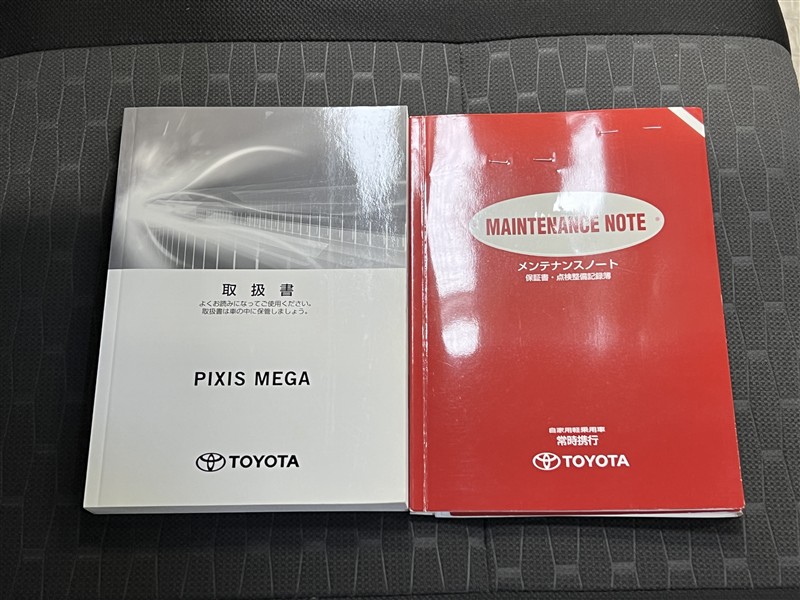 取扱書
よくお読みになってご使用ください。
取扱書は車の中に保管しましょう。
PIXIS MEGA
TOYOTA
MAINTENANCE NOTE
メンテナンスノート
保証書・点検整備記録簿
自家用軽乗用車
常時携行
TOYOTA